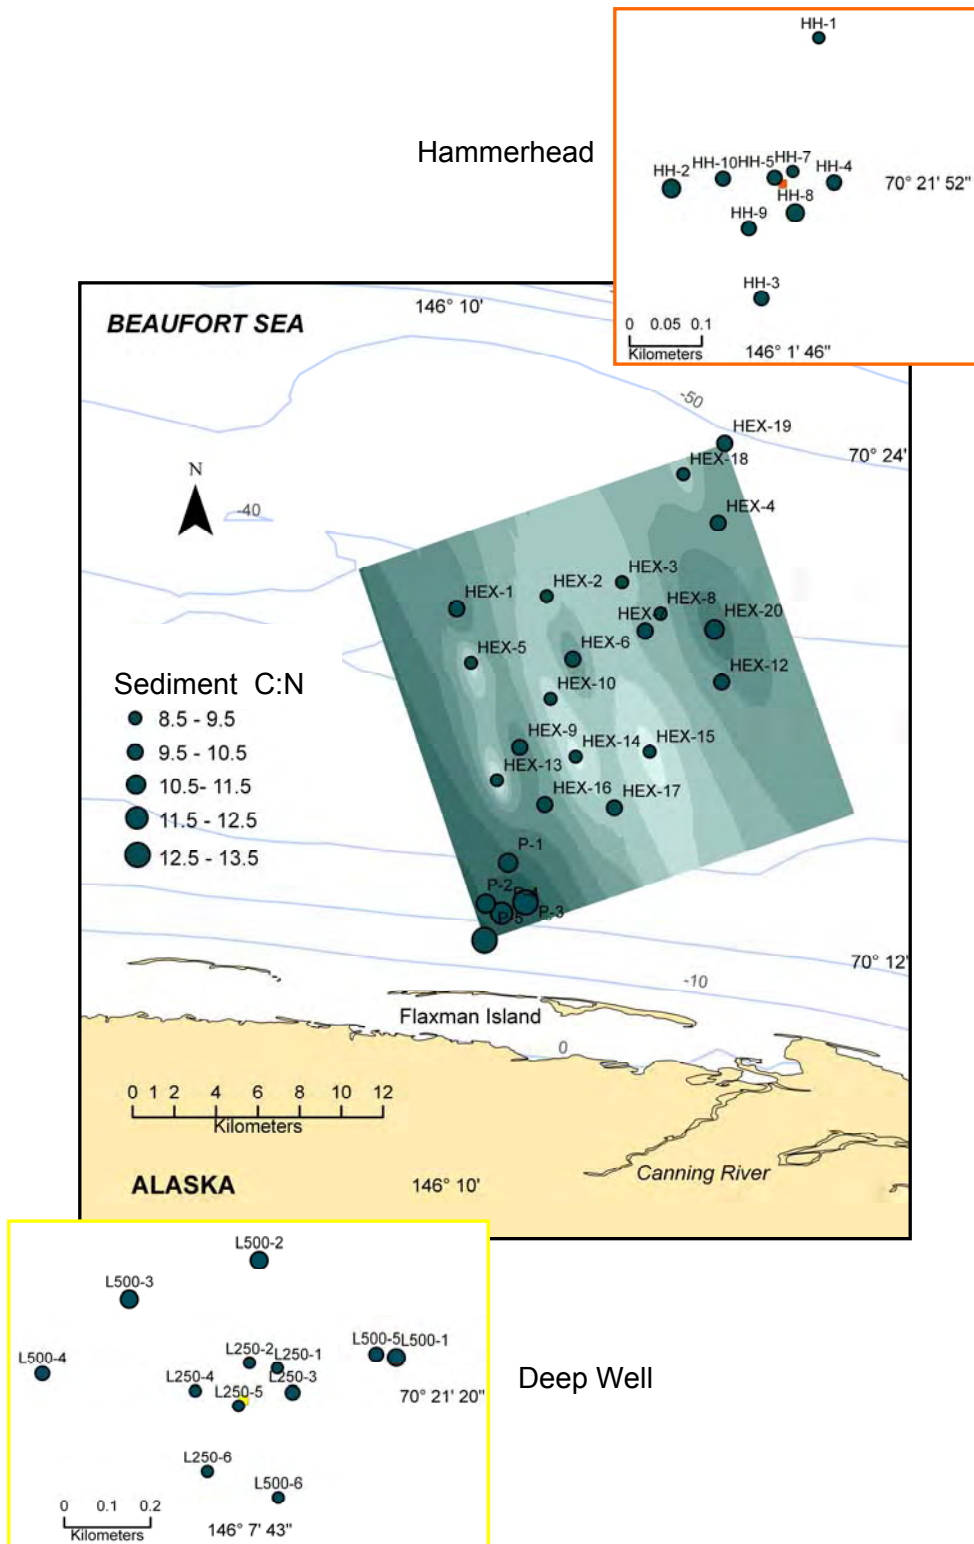 HH-1
Hammerhead
HH-2
HH-10
HH-5
HH-7
HH-4
70° 21' 52"
HH-8
HH-9
HH-3
0 0.05 0.1
Kilometers
146° 1' 46"
146° 10'
BEAUFORT SEA
-50
HEX-19
70° 24'
HEX-18
N
-40
HEX-4
HEX-3
HEX-2
HEX-1
HEX-8
HEX
HEX-20
HEX-5
HEX-6
HEX-12
HEX-10
Sediment C:N
8.5 - 9.5
9.5 - 10.5
10.5- 11.5
11.5 - 12.5
12.5 - 13.5
HEX-9
HEX-14
HEX-15
HEX-13
HEX-16
HEX-17
P-1
P-2
P-4
P-3
P-5
70° 12'
-10
Flaxman Island
0
0 1 2 4 6 8 10 12
Kilometers
Canning River
ALASKA
146° 10'
L500-2
L500-3
L500-5
L500-1
L250-2
L250-1
L500-4
L250-4
L250-3
L250-5
70° 21' 20"
Deep Well
L250-6
L500-6
0 0.1 0.2
Kilometers
146° 7' 43"